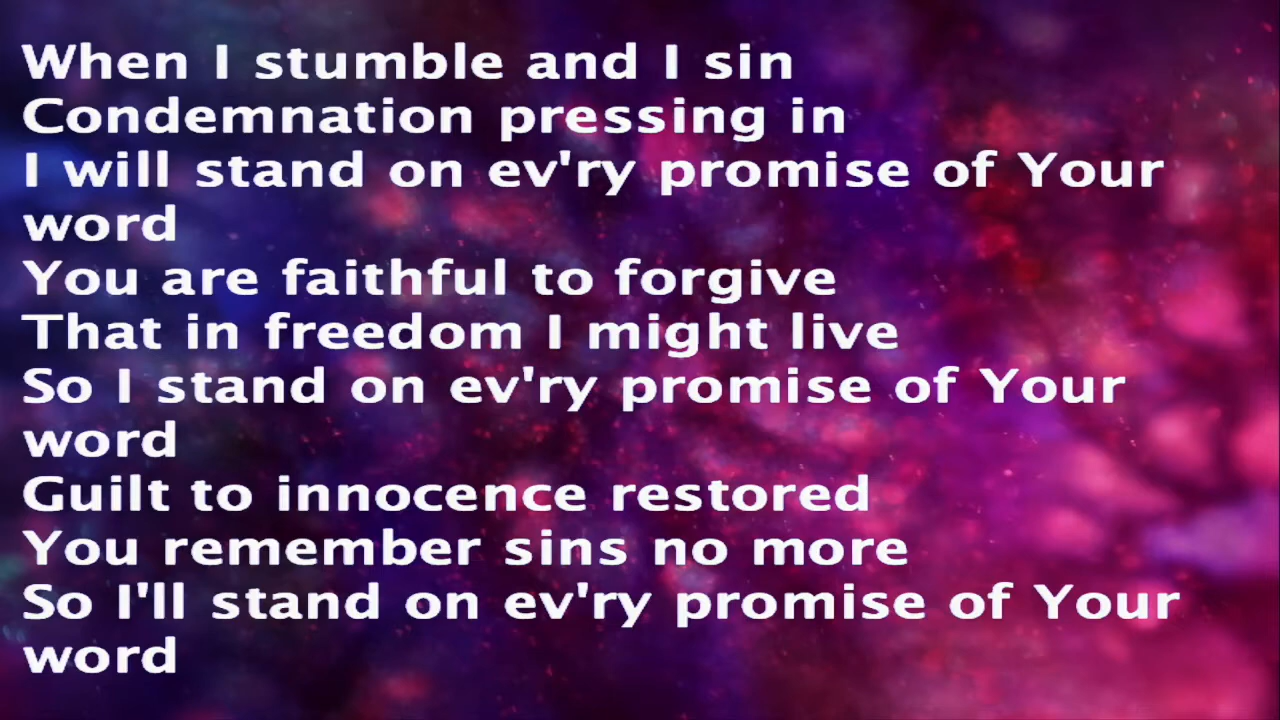 When I stumble and I sin
Condemnation pressing in
I will stand on ev'ry promise of Your
word
You are faithful to forgive
That in freedom I might live
So I stand on ev'ry promise of Your
word
Guilt to innocence restored
You remember sins no more
So I'll stand on ev'ry promise of Your
word